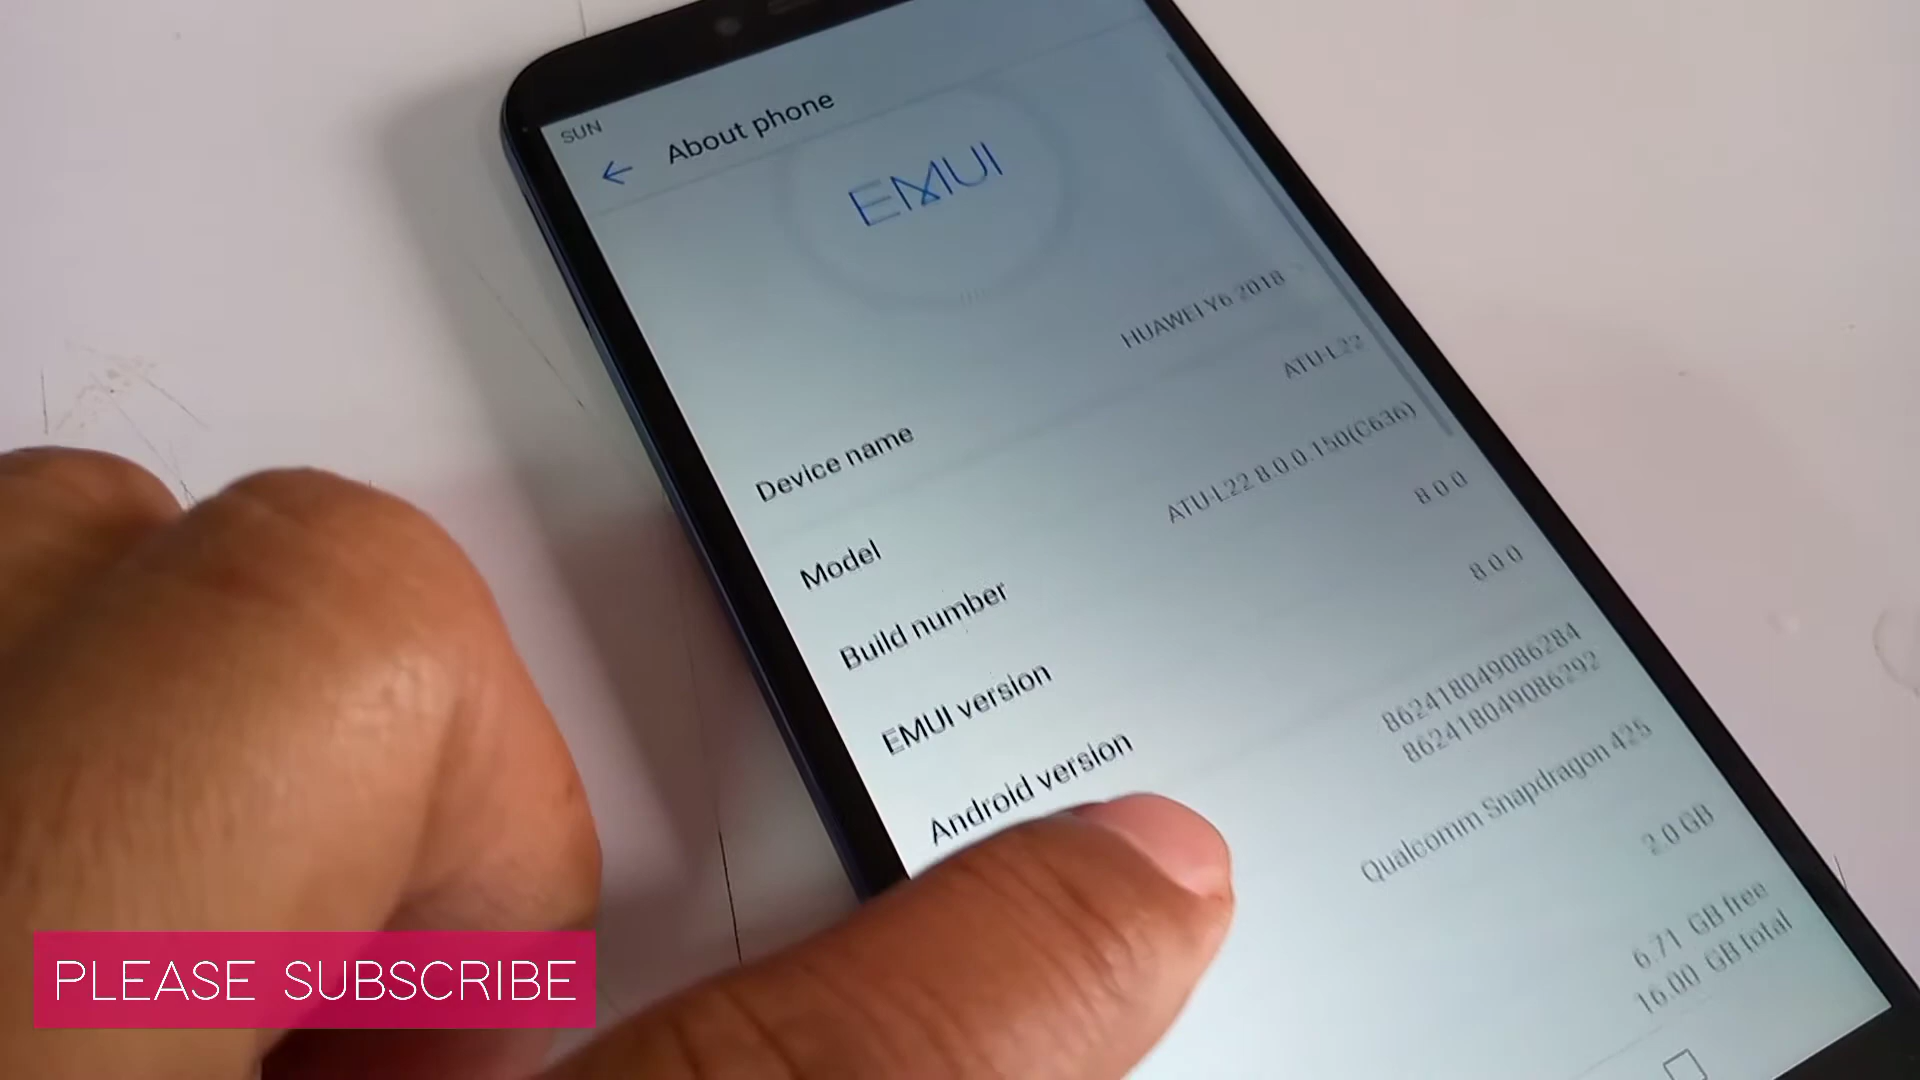 SUN
← About phone
EMUI
Device name HUAWEI Y6 2018
Model ATU-L22
Build number ATU-L22 8.0.0.150(C636)
EMUI version 8.0.0
Android version 8.0.0
862418049086284
862418049086292
Qualcomm Snapdragon 425
2.0 GB
6.71 GB free
16.00 GB total
PLEASE SUBSCRIBE